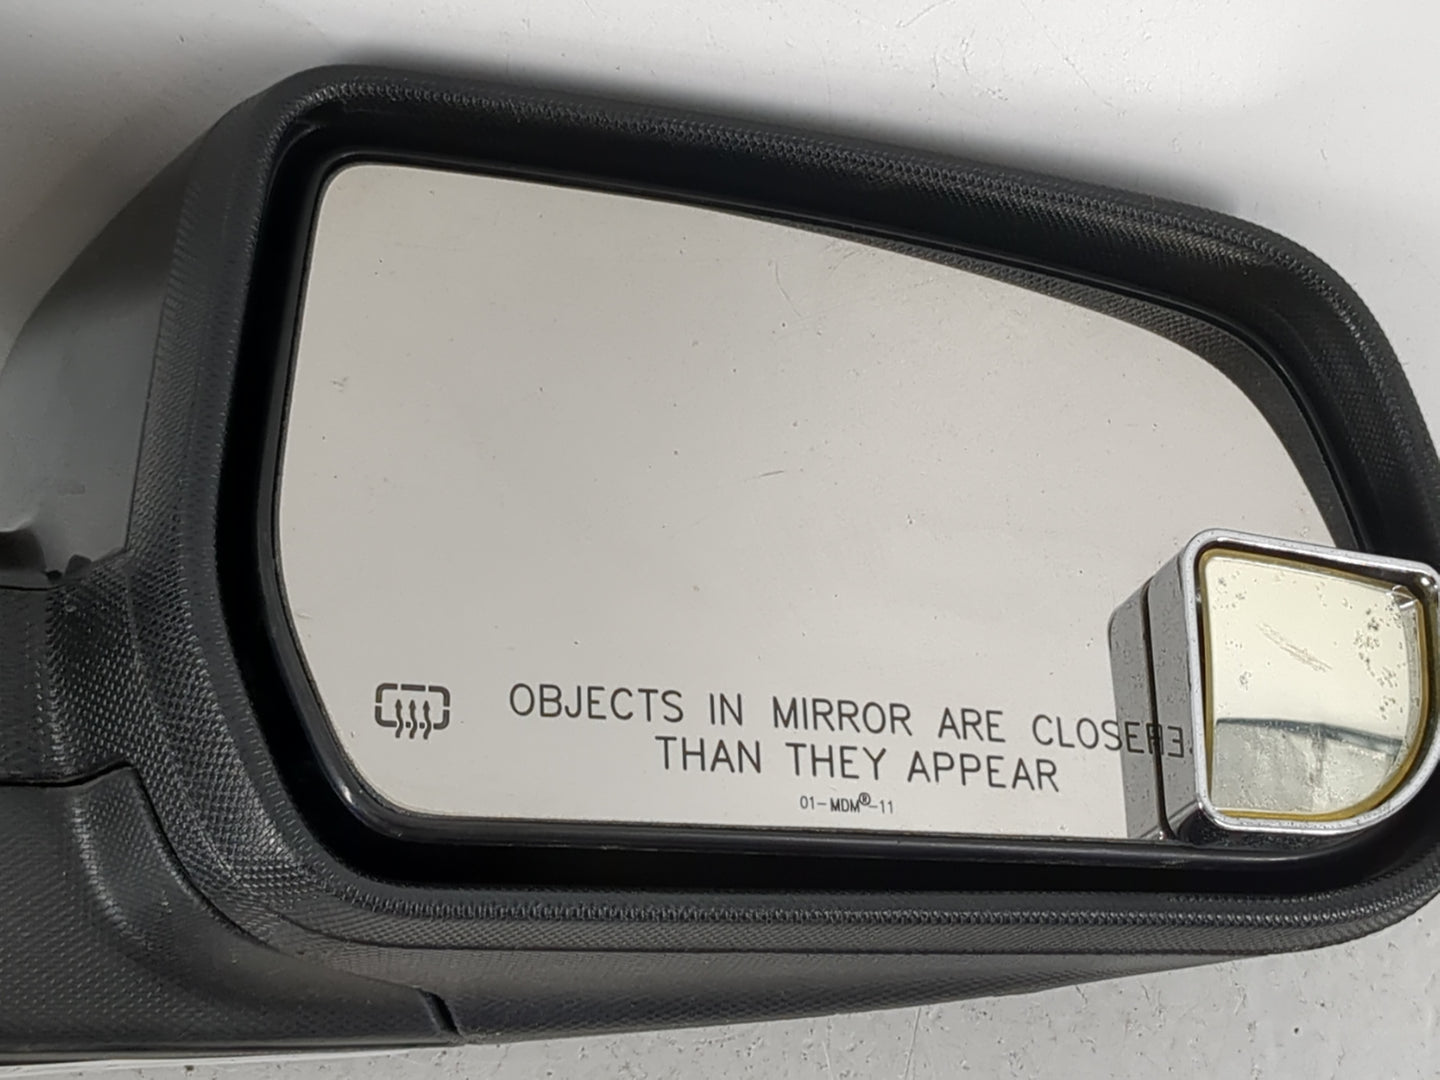 OBJECTS IN MIRROR ARE CLOSER
THAN THEY APPEAR
01-MDM®-11